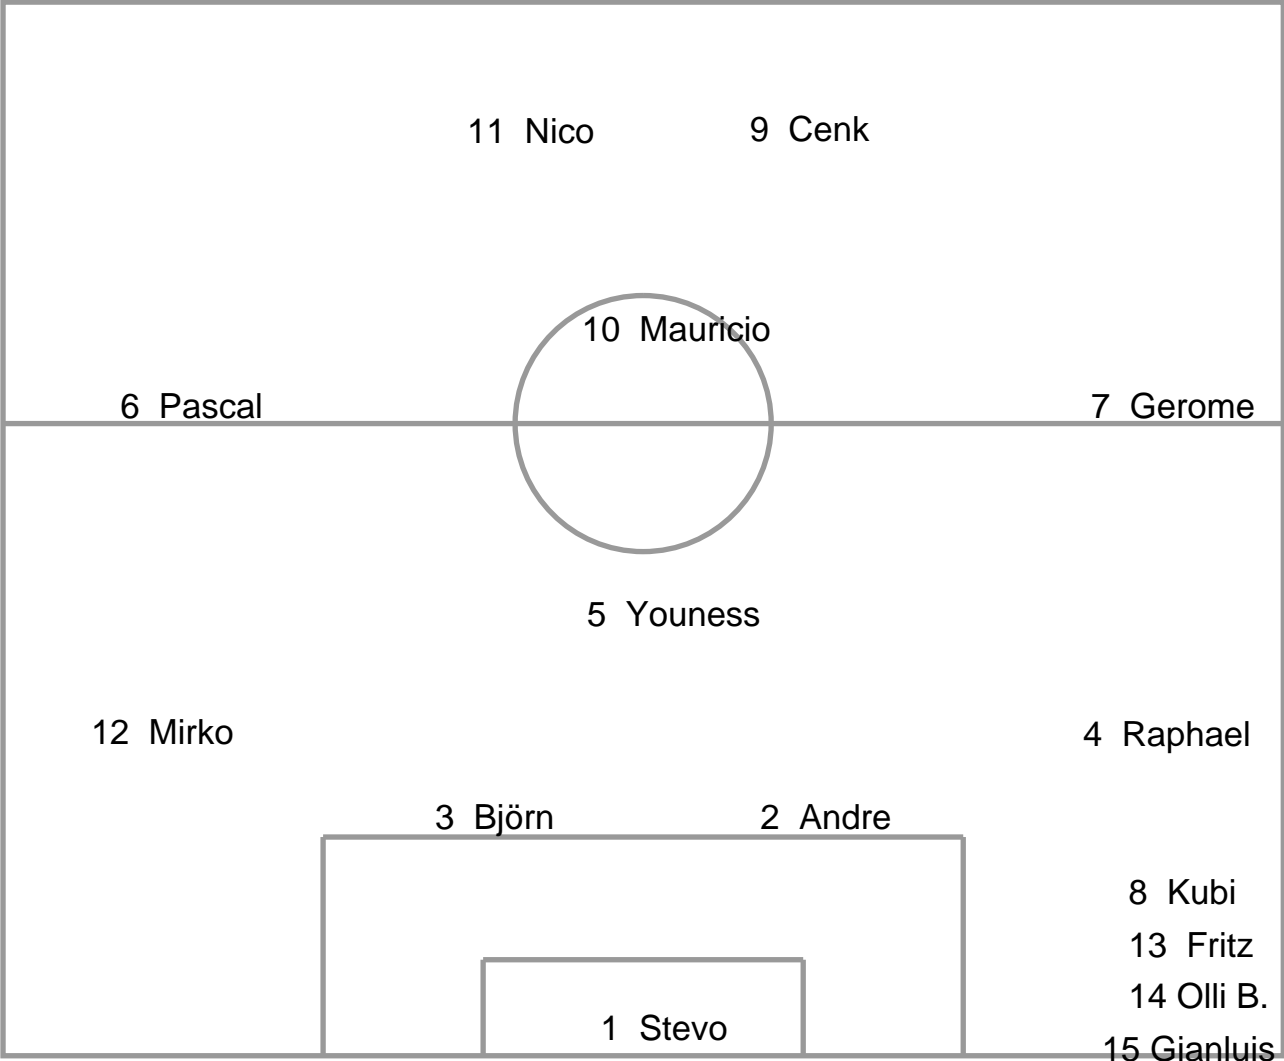 11 Nico
9 Cenk
10 Mauricio
6 Pascal
7 Gerome
5 Youness
12 Mirko
4 Raphael
3 Björn
2 Andre
8 Kubi
13 Fritz
14 Olli B.
1 Stevo
15 Gianluis